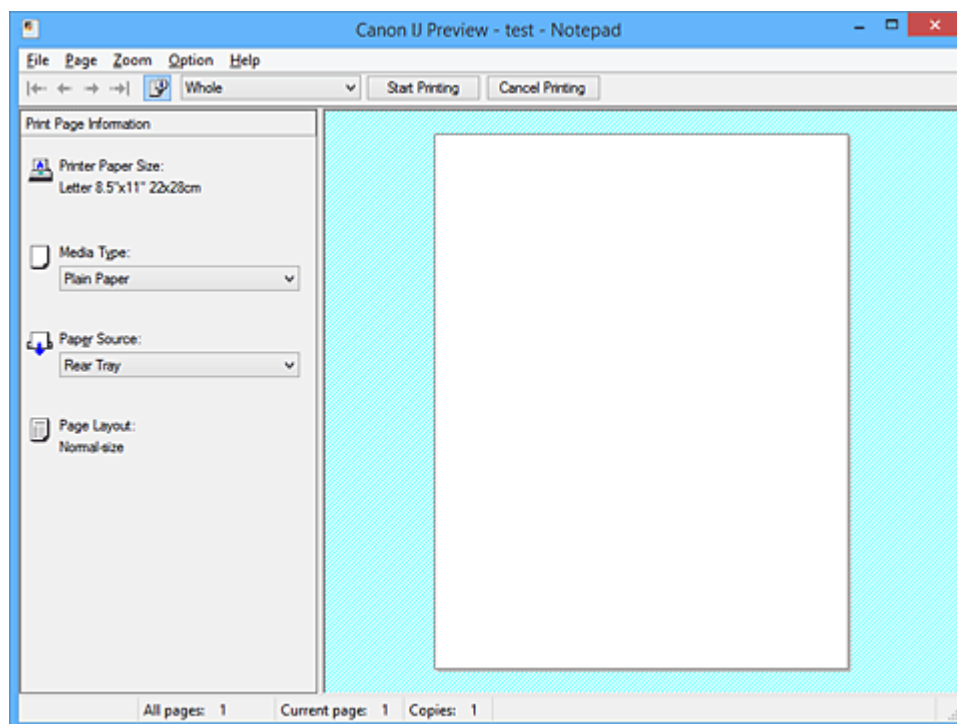 Canon IJ Preview - test - Notepad
File Page Zoom Option Help
Whole Start Printing Cancel Printing
Print Page Information
Printer Paper Size:
Letter 8.5"x11" 22x28cm
Media Type:
Plain Paper
Paper Source:
Rear Tray
Page Layout:
Normal-size
All pages: 1 Current page: 1 Copies: 1